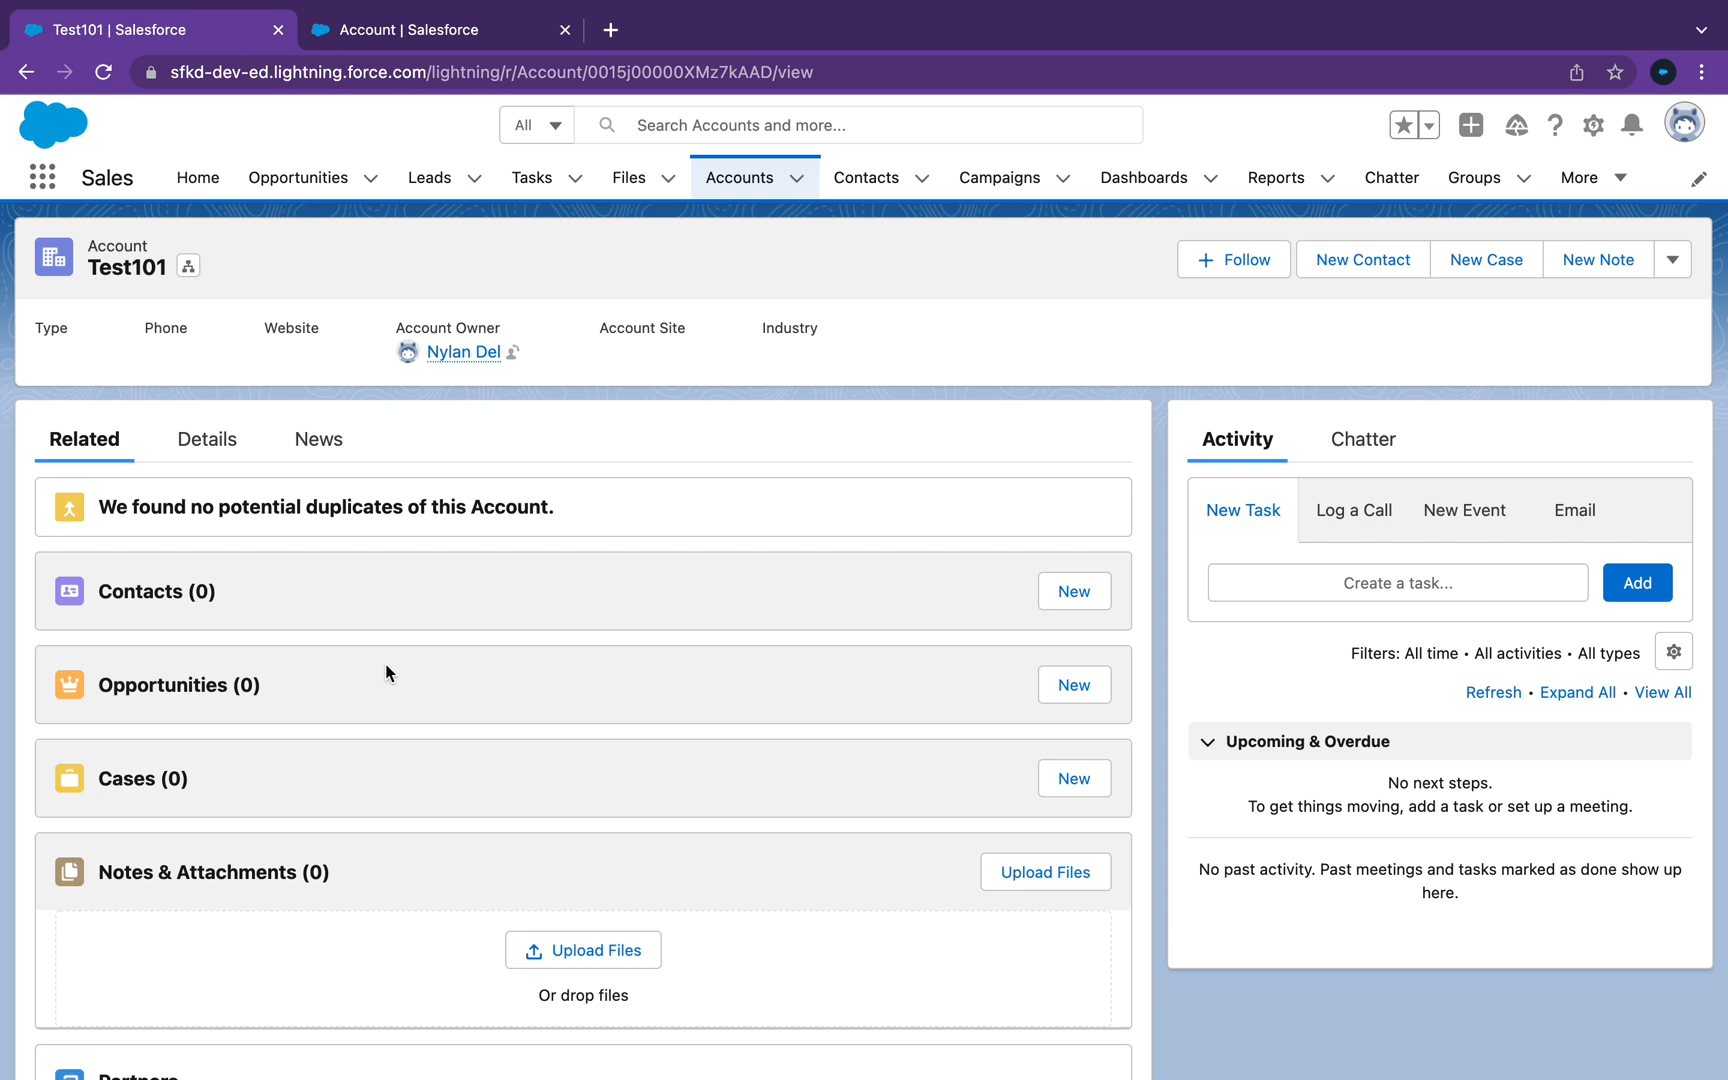 Test101 | Salesforce
Account | Salesforce
sfkd-dev-ed.lightning.force.com/lightning/r/Account/0015j00000XMz7kAAD/view
All
Search Accounts and more...
Sales
Home
Opportunities
Leads
Tasks
Files
Accounts
Contacts
Campaigns
Dashboards
Reports
Chatter
Groups
More
Account
Test101
Follow
New Contact
New Case
New Note
Type
Phone
Website
Account Owner
Account Site
Industry
Nylan Del
Related
Details
News
We found no potential duplicates of this Account.
Contacts (0)
New
Opportunities (0)
New
Cases (0)
New
Notes & Attachments (0)
Upload Files
Upload Files
Or drop files
Partners
Activity
Chatter
New Task
Log a Call
New Event
Email
Create a task...
Add
Filters: All time • All activities • All types
Refresh • Expand All • View All
Upcoming & Overdue
No next steps.
To get things moving, add a task or set up a meeting.
No past activity. Past meetings and tasks marked as done show up
here.